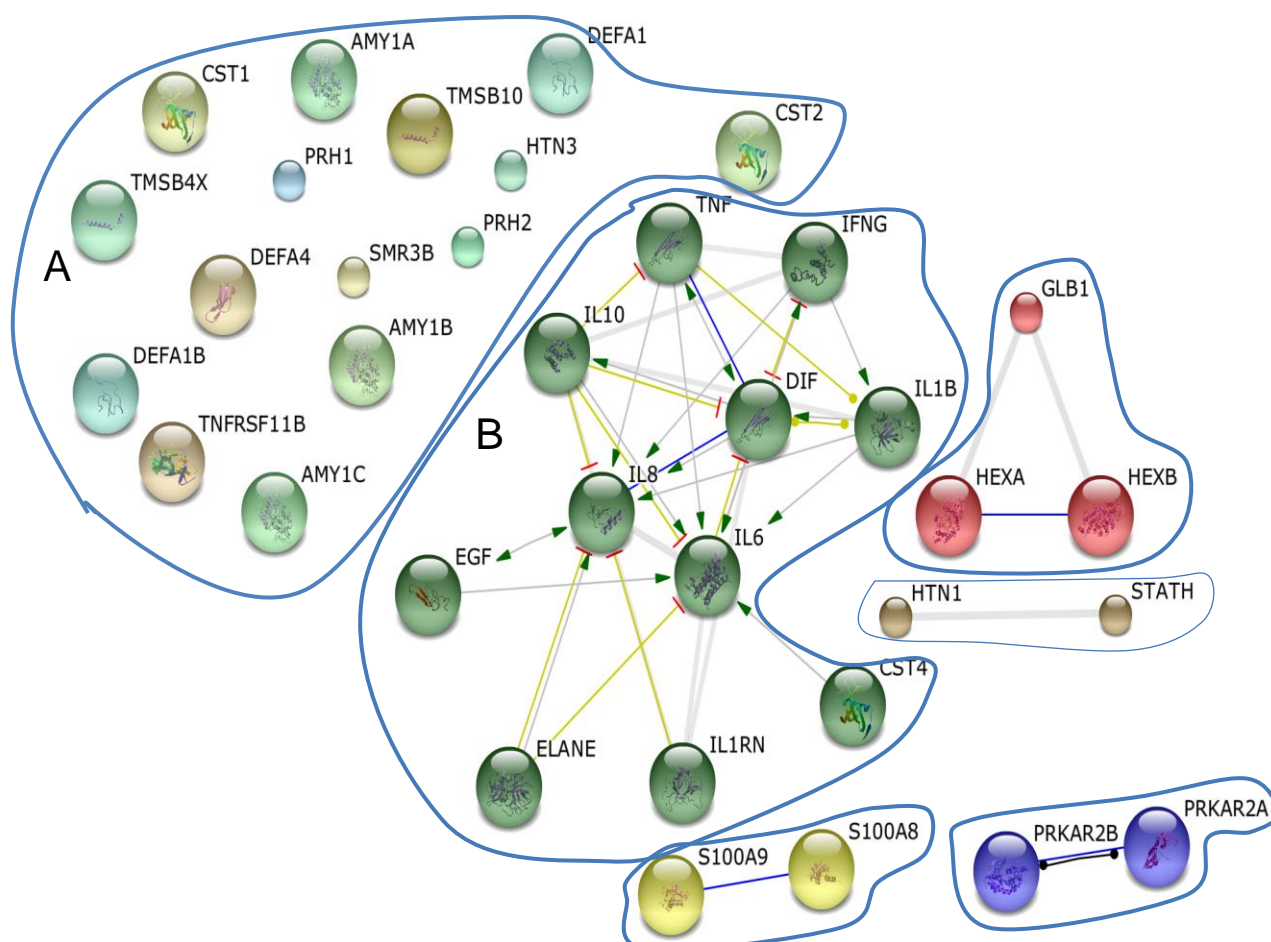 AMY1A
DEFA1
CST1
TMSB10
CST2
HTN3
PRH1
TMSB4X
TNF
IFNG
PRH2
A
DEFA4
SMR3B
GLB1
IL10
AMY1B
DEFA1B
DIF
IL1B
TNFRSF11B
B
AMY1C
IL8
HEXA
HEXB
IL6
EGF
HTN1
STATH
CST4
ELANE
IL1RN
PRKAR2A
S100A8
PRKAR2B
S100A9